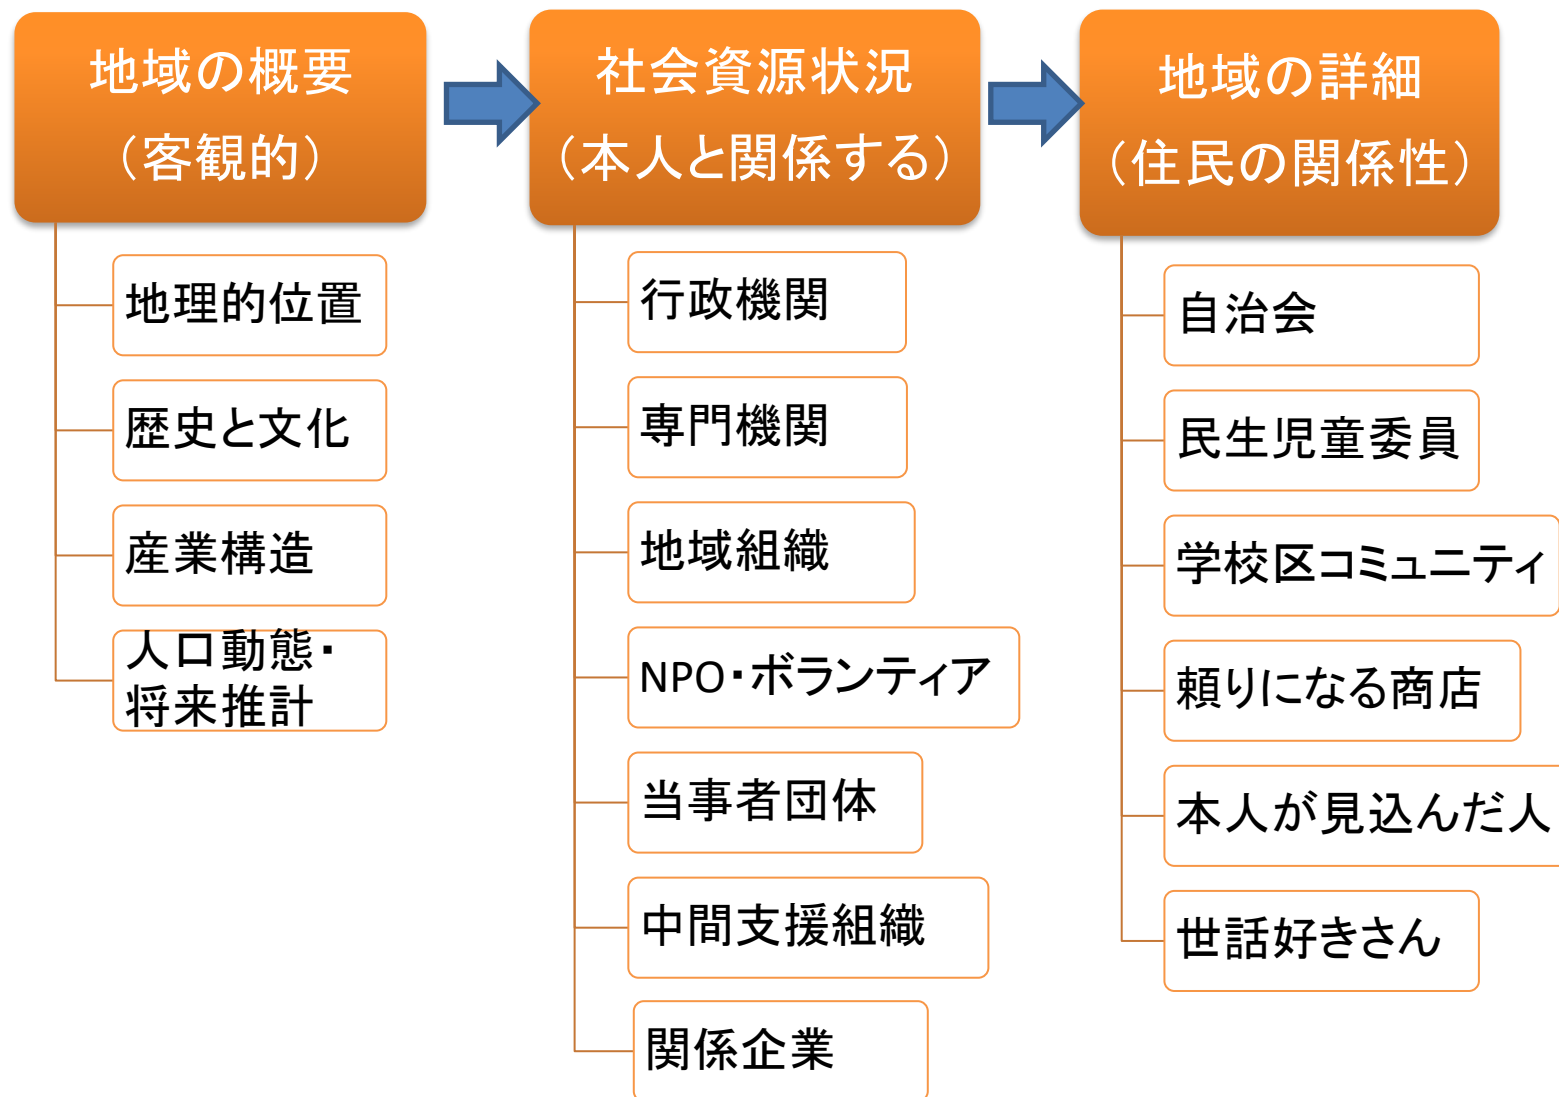 地域の概要
（客観的）
地理的位置
歴史と文化
産業構造
人口動態・
将来推計
社会資源状況
（本人と関係する）
行政機関
専門機関
地域組織
NPO・ボランティア
当事者団体
中間支援組織
関係企業
地域の詳細
（住民の関係性）
自治会
民生児童委員
学校区コミュニティ
頼りになる商店
本人が見込んだ人
世話好きさん